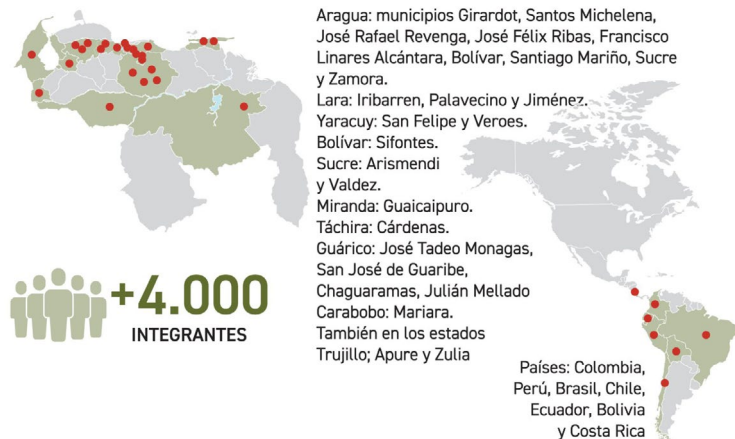 Aragua: municipios Girardot, Santos Michelena,
José Rafael Revenga, José Félix Ribas, Francisco
Linares Alcántara, Bolívar, Santiago Mariño, Sucre
y Zamora.
Lara: Iribarren, Palavecino y Jiménez.
Yaracuy: San Felipe y Veroes.
Bolívar: Sifontes.
Sucre: Arismendi
y Valdez.
Miranda: Guaicaipuro.
Táchira: Cárdenas.
Guárico: José Tadeo Monagas,
San José de Guaribe,
Chaguaramas, Julián Mellado
Carabobo: Mariara.
También en los estados
Trujillo; Apure y Zulia
+4.000
INTEGRANTES
Países: Colombia,
Perú, Brasil, Chile,
Ecuador, Bolivia
y Costa Rica